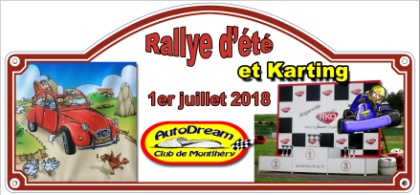 Rallye d'été
et Karting
1er juillet 2018
AutoDream
Club de Montlhéry
RKO